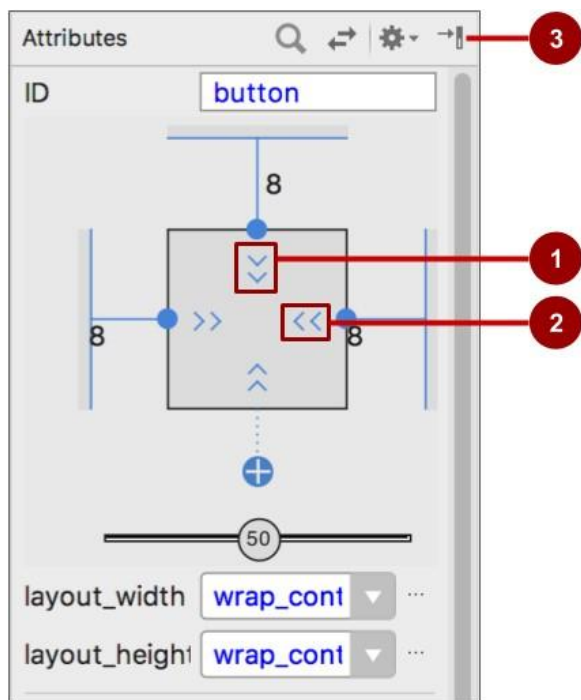 Attributes
3
ID
button
8
1
8
8
2
50
layout_width
wrap_cont
...
layout_height
wrap_cont
...